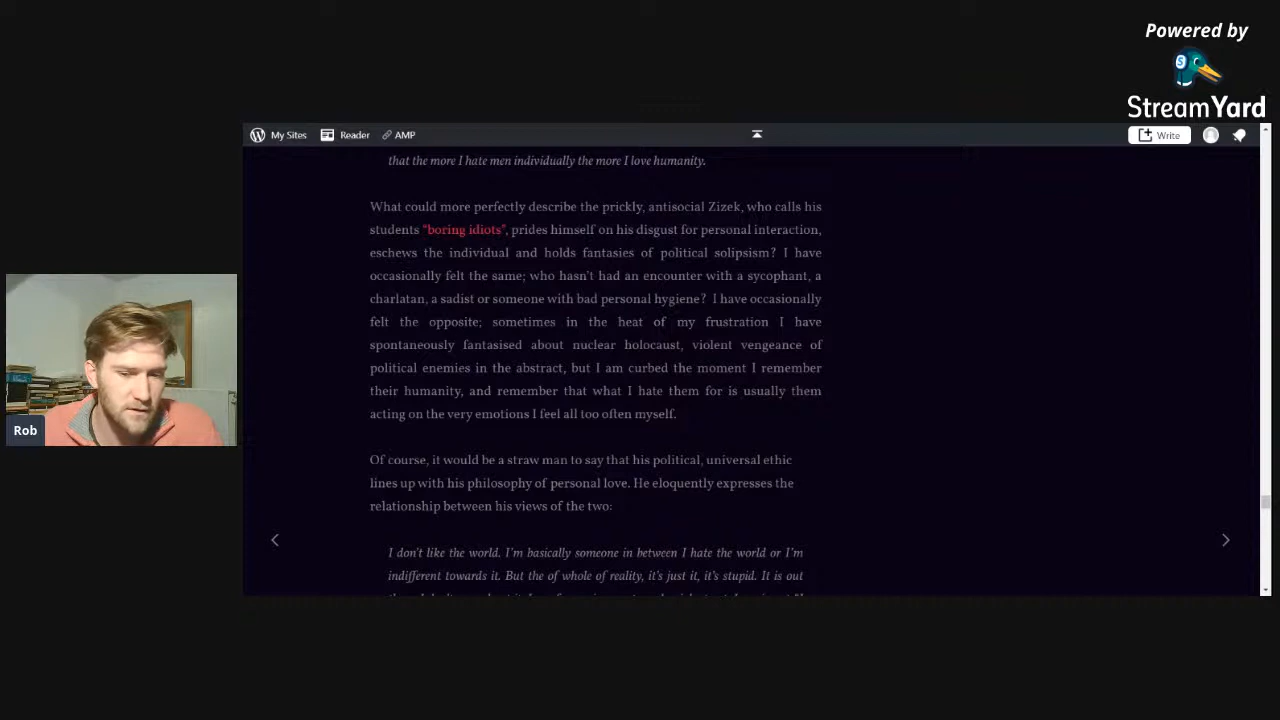 Powered by
StreamYard
My Sites
Reader
AMP
Write
that the more I hate men individually the more I love humanity.
What could more perfectly describe the prickly, antisocial Zizek, who calls his
students “boring idiots”, prides himself on his disgust for personal interaction,
eschews the individual and holds fantasies of political solipsism? I have
occasionally felt the same; who hasn't had an encounter with a sycophant, a
charlatan, a sadist or someone with bad personal hygiene? I have occasionally
felt the opposite; sometimes in the heat of my frustration I have
spontaneously fantasised about nuclear holocaust, violent vengeance of
political enemies in the abstract, but I am curbed the moment I remember
their humanity, and remember that what I hate them for is usually them
acting on the very emotions I feel all too often myself.
Rob
Of course, it would be a straw man to say that his political, universal ethic
lines up with his philosophy of personal love. He eloquently expresses the
relationship between his views of the two:
I don't like the world. I'm basically someone in between I hate the world or I'm
indifferent towards it. But the of whole of reality, it's just it, it's stupid. It is out